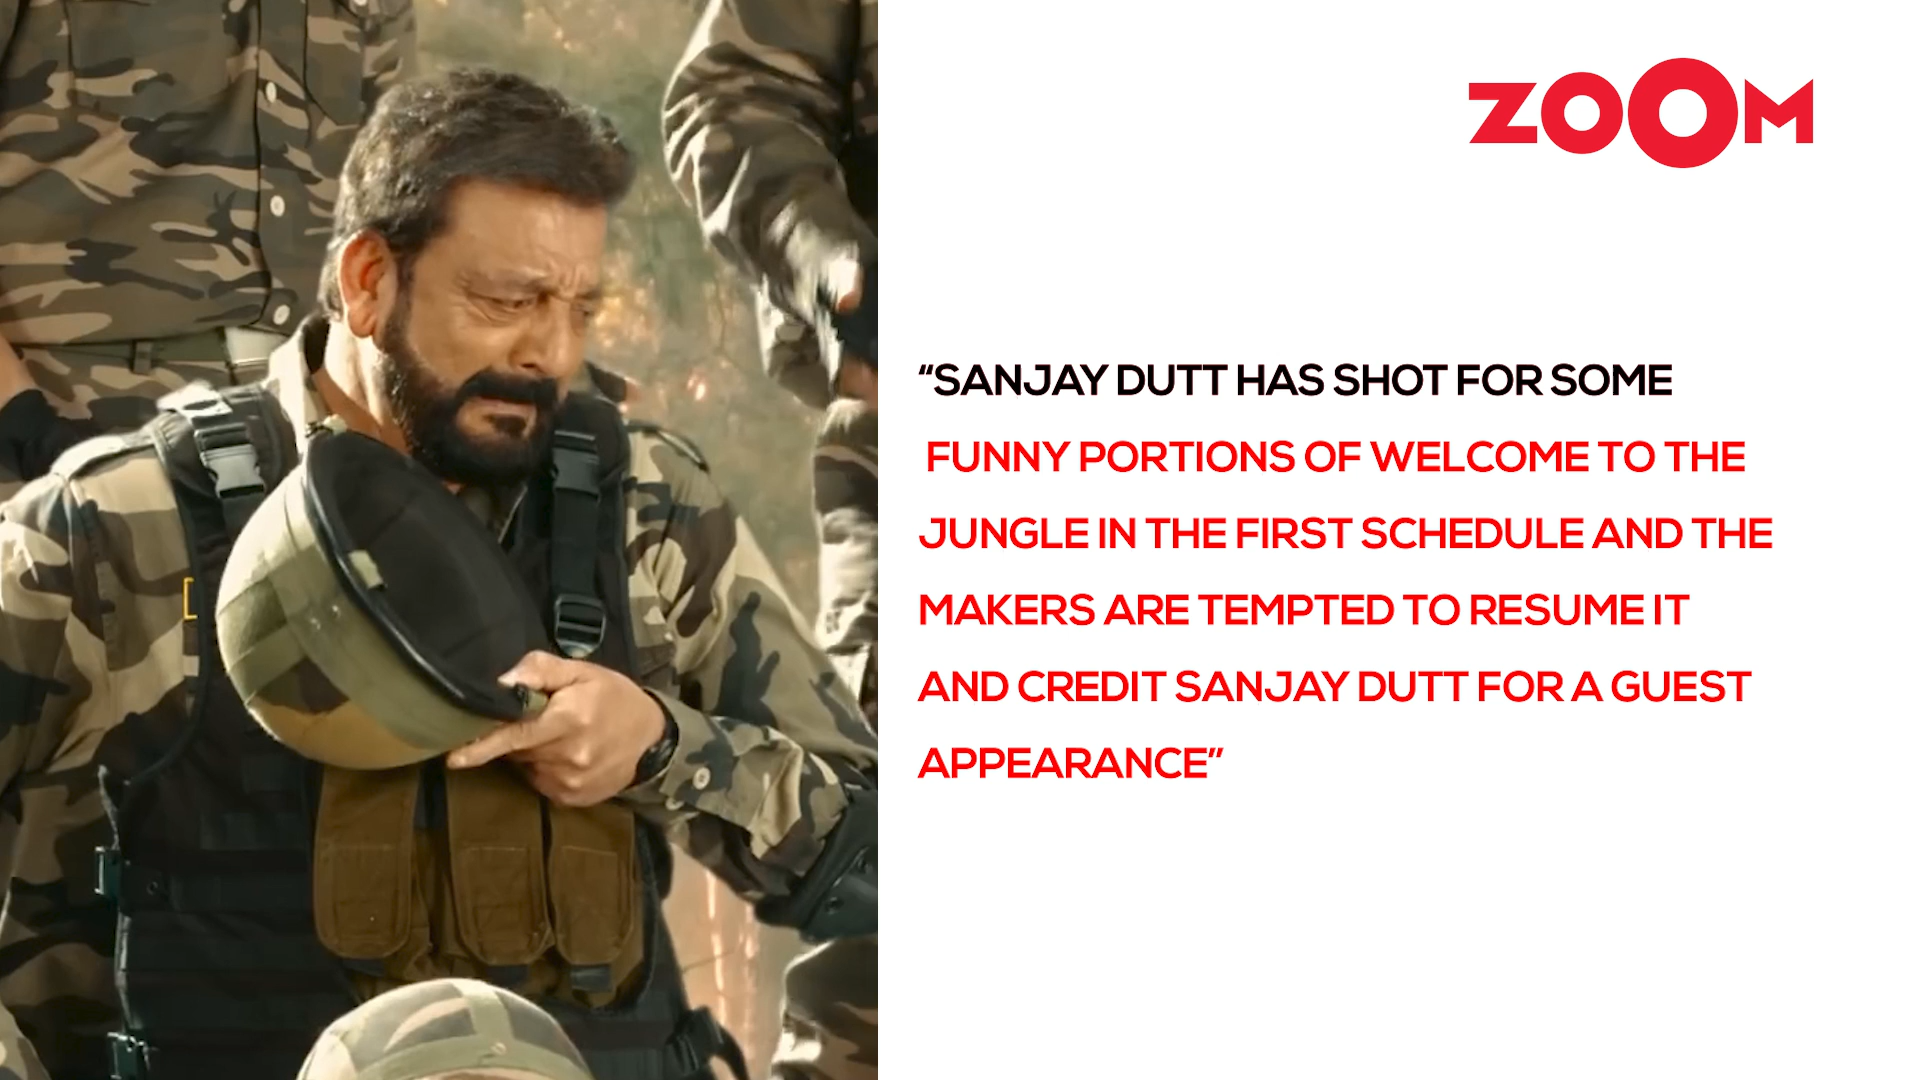 ZOOM
“SANJAY DUTT HAS SHOT FOR SOME
FUNNY PORTIONS OF WELCOME TO THE
JUNGLE IN THE FIRST SCHEDULE AND THE
MAKERS ARE TEMPTED TO RESUME IT
AND CREDIT SANJAY DUTT FOR A GUEST
APPEARANCE”